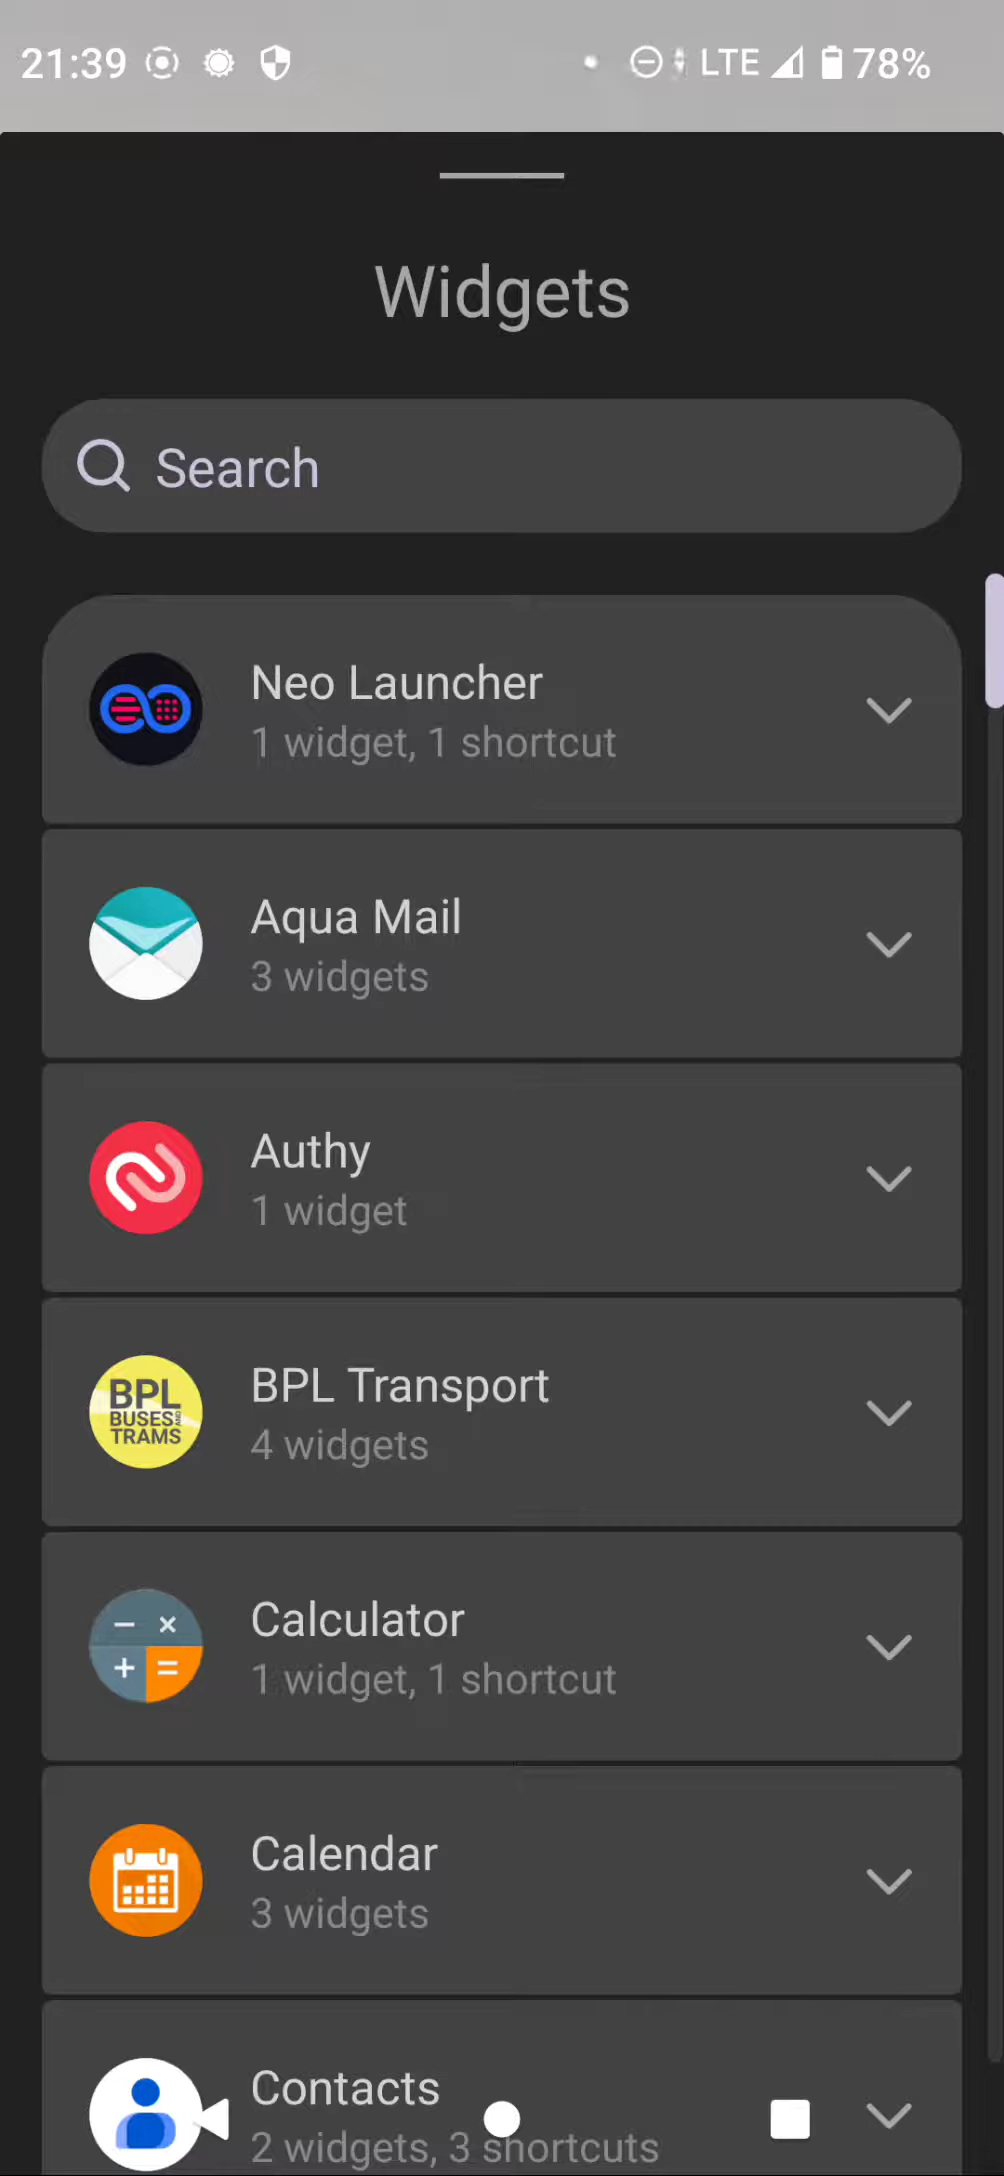 21:39 LTE 78%
Widgets
Search
Neo Launcher
1 widget, 1 shortcut
Aqua Mail
3 widgets
Authy
1 widget
BPL
BUSES AND
TRAMS
BPL Transport
4 widgets
Calculator
1 widget, 1 shortcut
Calendar
3 widgets
Contacts
2 widgets, 3 shortcuts